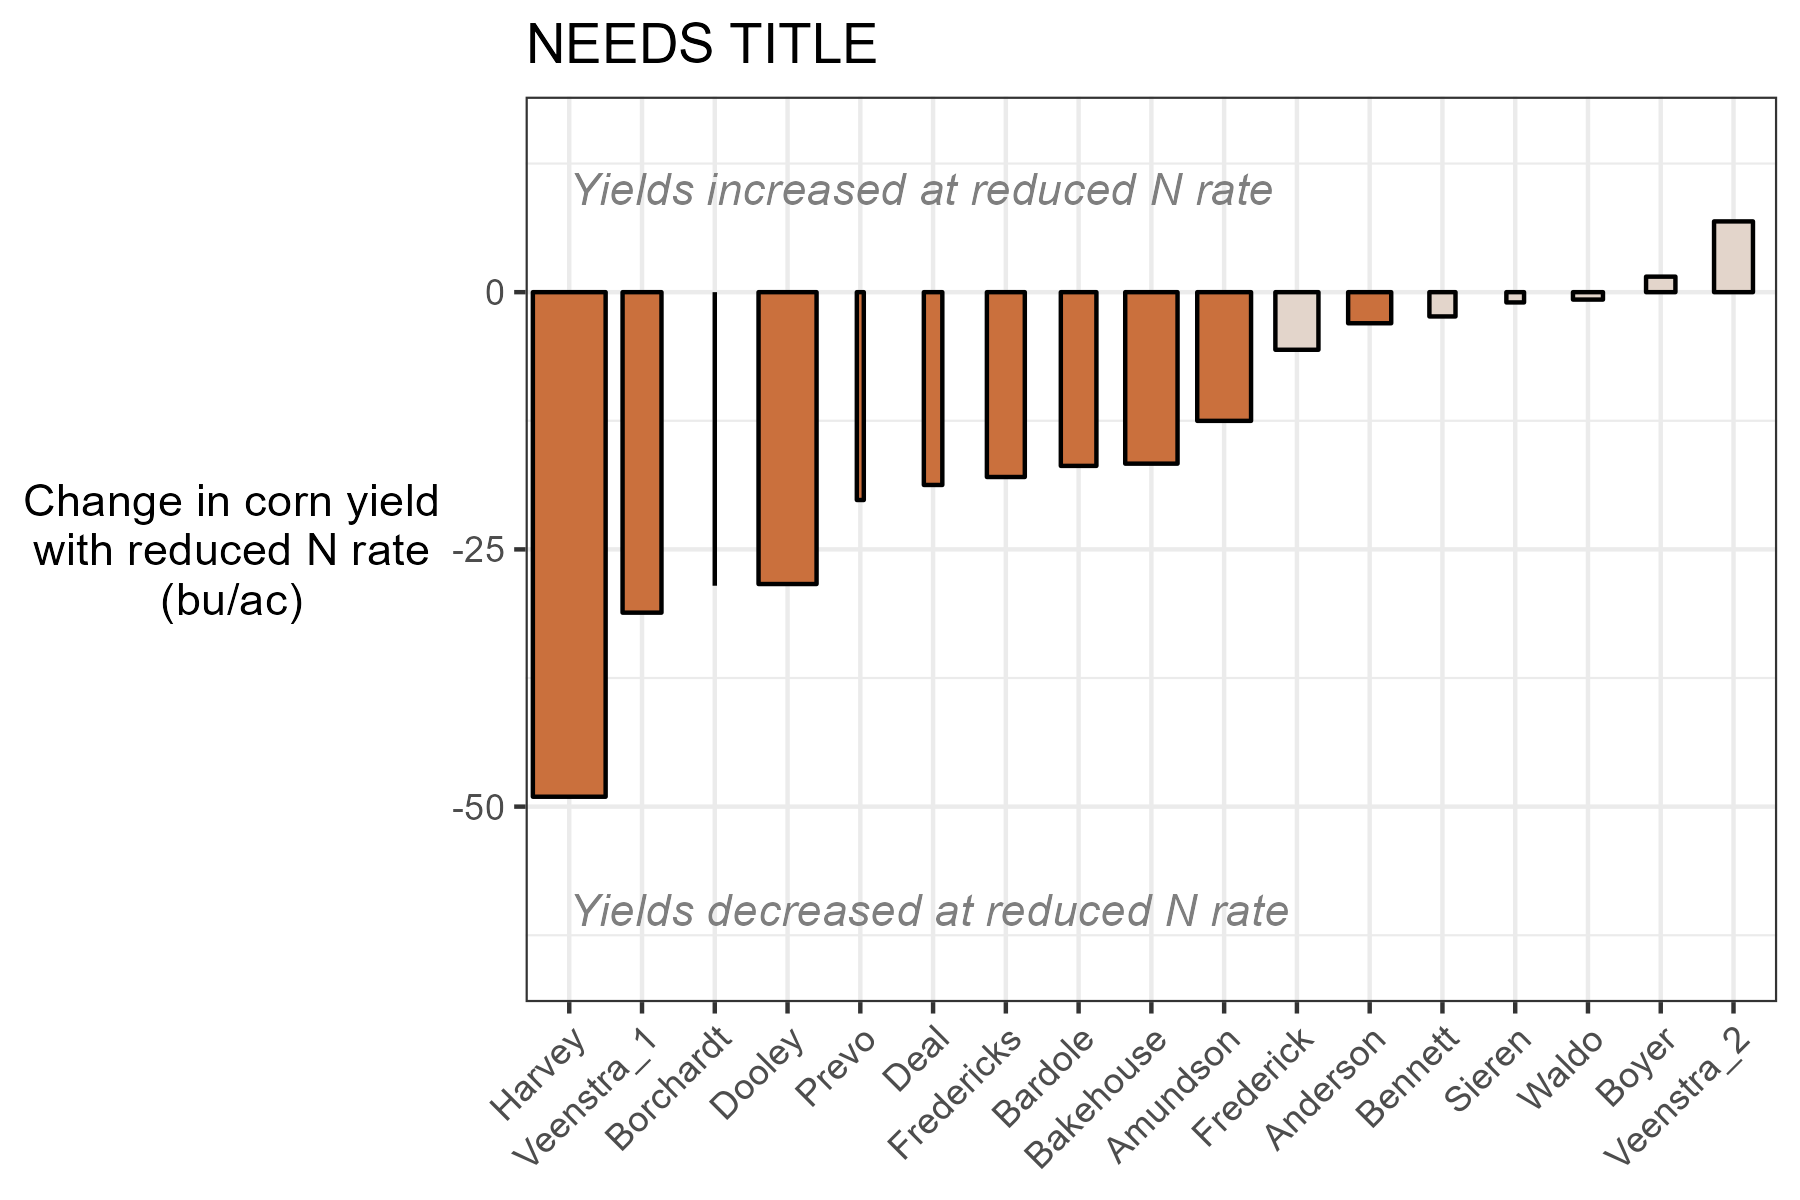 NEEDS TITLE
Yields increased at reduced N rate
0
Change in corn yield
with reduced N rate
(bu/ac)
-25
-50
Yields decreased at reduced N rate
Harvey
Veenstra_1
Borchardt
Dooley
Prevo
Deal
Fredericks
Bardole
Bakehouse
Amundson
Frederick
Anderson
Bennett
Sieren
Waldo
Boyer
Veenstra_2